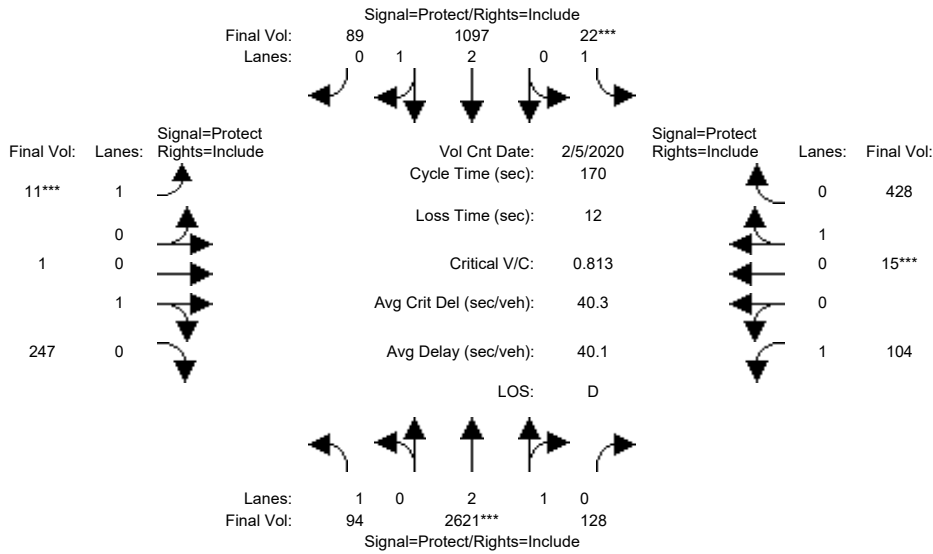 Signal=Protect/Rights=Include
Final Vol: 89 1097 22***
Lanes: 0 1 2 0 1
Signal=Protect
Final Vol: Lanes: Rights=Include
Vol Cnt Date: 2/5/2020
Signal=Protect
Rights=Include Lanes: Final Vol:
Cycle Time (sec): 170
11*** 1
0 428
Loss Time (sec): 12
0
1
1 0
Critical V/C: 0.813
0 15***
1
Avg Crit Del (sec/veh): 40.3
0
247 0
Avg Delay (sec/veh): 40.1
1 104
LOS: D
Lanes: 1 0 2 1 0
Final Vol: 94 2621*** 128
Signal=Protect/Rights=Include